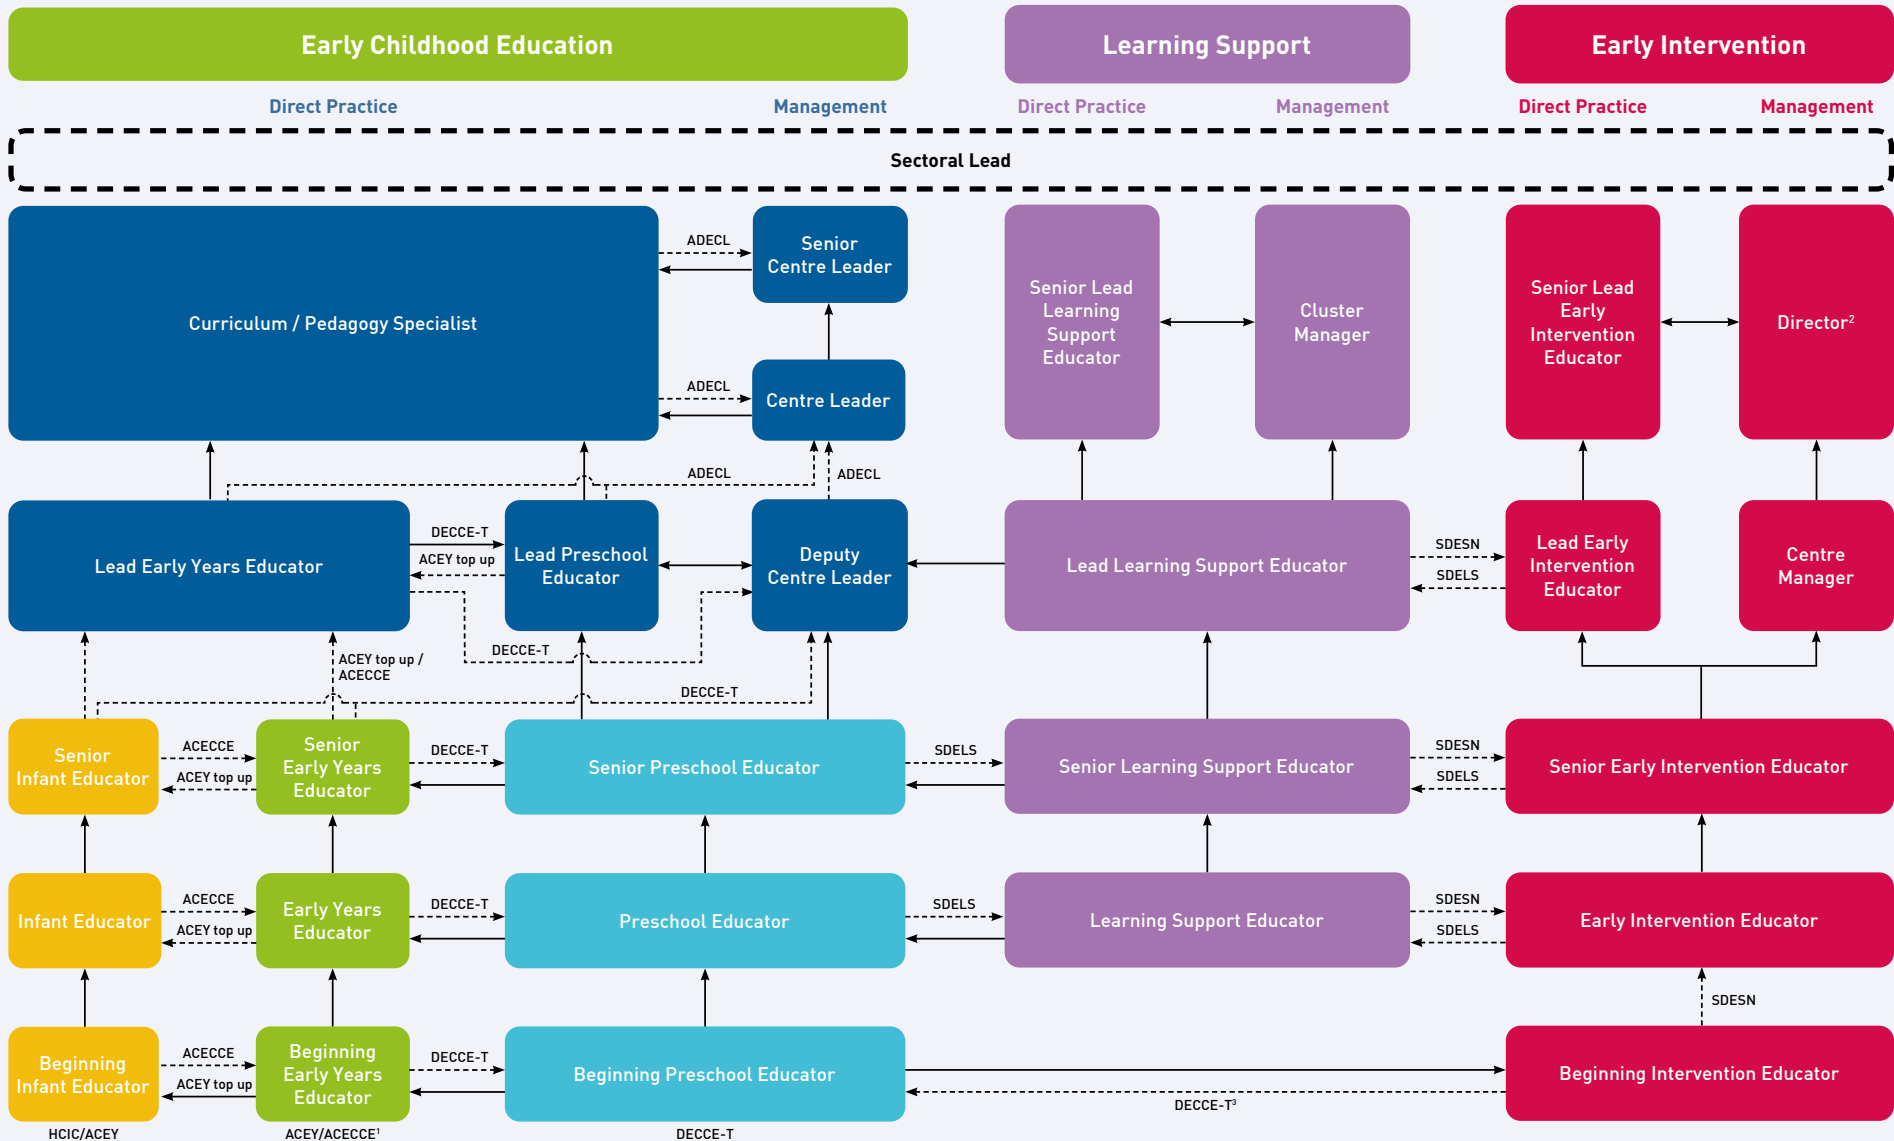 Early Childhood Education
Learning Support
Early Intervention
Direct Practice
Management
Direct Practice
Management
Direct Practice
Management
Sectoral Lead
Curriculum / Pedagogy Specialist
ADECL
Senior
Centre Leader
ADECL
Centre Leader
Senior Lead
Learning
Support
Educator
Cluster
Manager
Senior Lead
Early
Intervention
Educator
Director²
ADECL
ADECL
Lead Early Years Educator
DECCE-T
ACEY top up
Lead Preschool
Educator
Deputy
Centre Leader
Lead Learning Support Educator
SDESN
SDELS
Lead Early
Intervention
Educator
Centre
Manager
DECCE-T
ACEY top up /
ACECCE
DECCE-T
Senior
Infant Educator
ACECCE
ACEY top up
Senior
Early Years
Educator
DECCE-T
Senior Preschool Educator
SDELS
Senior Learning Support Educator
SDESN
SDELS
Senior Early Intervention Educator
Infant Educator
ACECCE
ACEY top up
Early Years
Educator
DECCE-T
Preschool Educator
SDELS
Learning Support Educator
SDESN
SDELS
Early Intervention Educator
SDESN
Beginning
Infant Educator
ACECCE
ACEY top up
Beginning
Early Years
Educator
DECCE-T
Beginning Preschool Educator
DECCE-T³
Beginning Intervention Educator
HCIC/ACEY
ACEY/ACECCE¹
DECCE-T